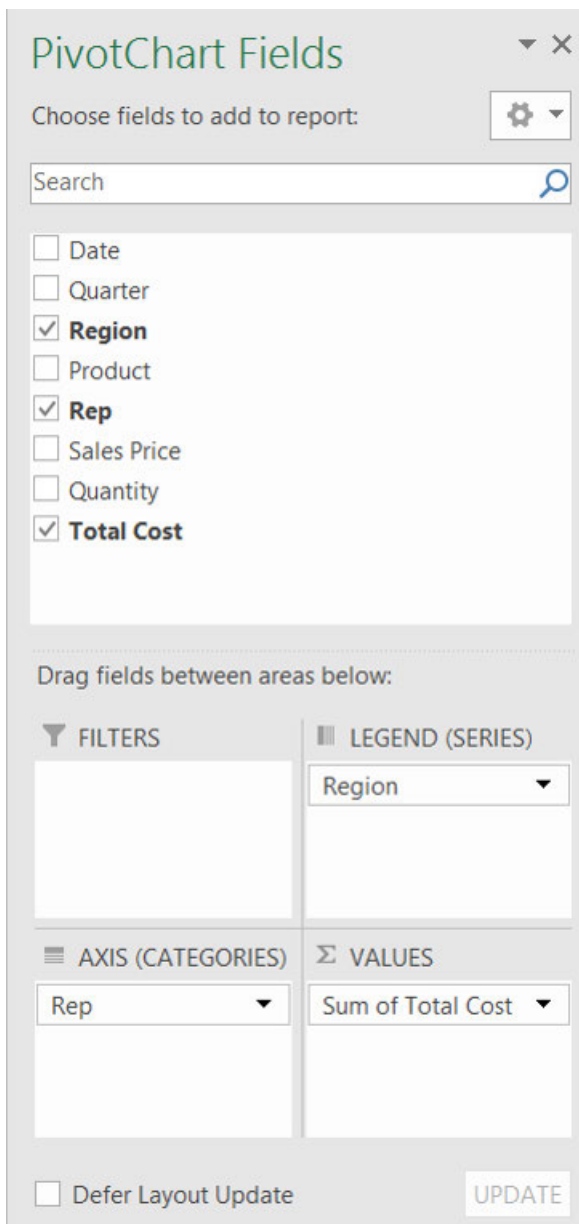 PivotChart Fields
Choose fields to add to report:
Search
Date
Quarter
Region
Product
Rep
Sales Price
Quantity
Total Cost
Drag fields between areas below:
FILTERS
LEGEND (SERIES)
Region
AXIS (CATEGORIES)
Σ VALUES
Rep
Sum of Total Cost
Defer Layout Update
UPDATE